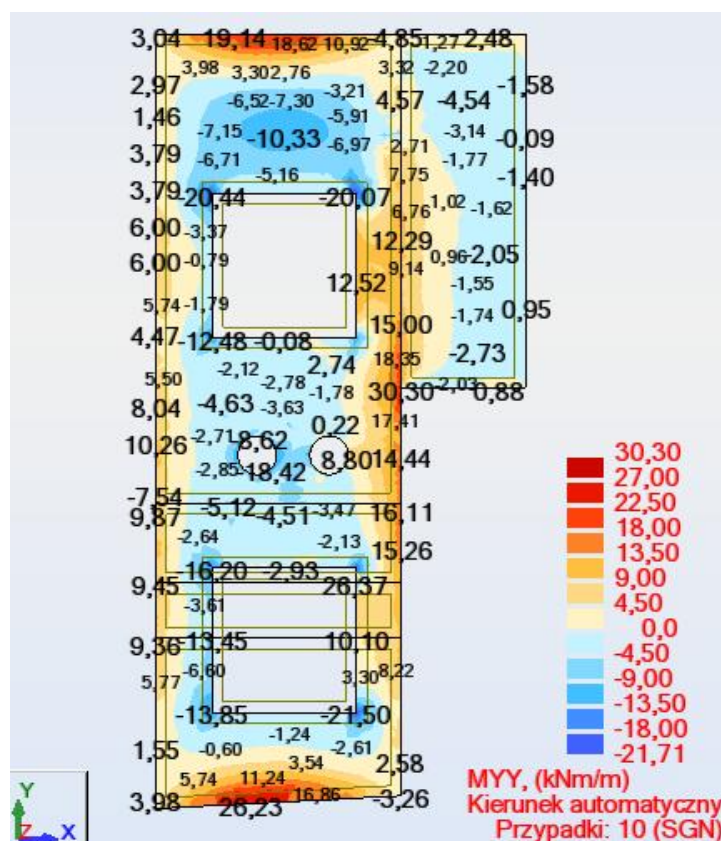 3,04 19,14 18,62 10,92 -4,85 1,27 2,48
3,98 3,30 2,76 3,32 -2,20
2,97 -3,21 -1,58
-6,52 -7,30 4,57 -4,54
1,46 -5,91
-7,15 -10,33 -6,97 2,71 -3,14 -0,09
3,79 -6,71 -1,77
-5,16 7,75 -1,40
3,79 -20,44 -20,07
6,76 1,02 -1,62
6,00 -3,37 12,29
6,00 -0,79 9,14 0,96 -2,05
12,52 -1,55
5,74 -1,79 0,95
15,00 -1,74
4,47 -12,48 -0,08
18,35 -2,73
-2,12 2,74
5,50 -2,78 -1,78 30,30 -2,03 0,88
8,04 -4,63 -3,63
0,22 17,41
10,26 -2,71 -8,62
-2,85 -18,42 8,80 14,44
-7,54
9,87 -5,12 -4,51 -3,47 16,11
-2,64 -2,13 15,26
-16,20 -2,93
9,45 26,37
-3,61
9,36 -13,45 10,10
5,77 -6,60 3,30 8,22
-13,85 -21,50
1,55 -0,60 -1,24 -2,61
3,54 2,58
5,74 11,24
3,98 26,23 16,86 -3,26
30,30
27,00
22,50
18,00
13,50
9,00
4,50
0,0
-4,50
-9,00
-13,50
-18,00
-21,71
MYY, (kNm/m)
Kierunek automatyczny
Przypadki: 10 (SGN)
Y
Z X